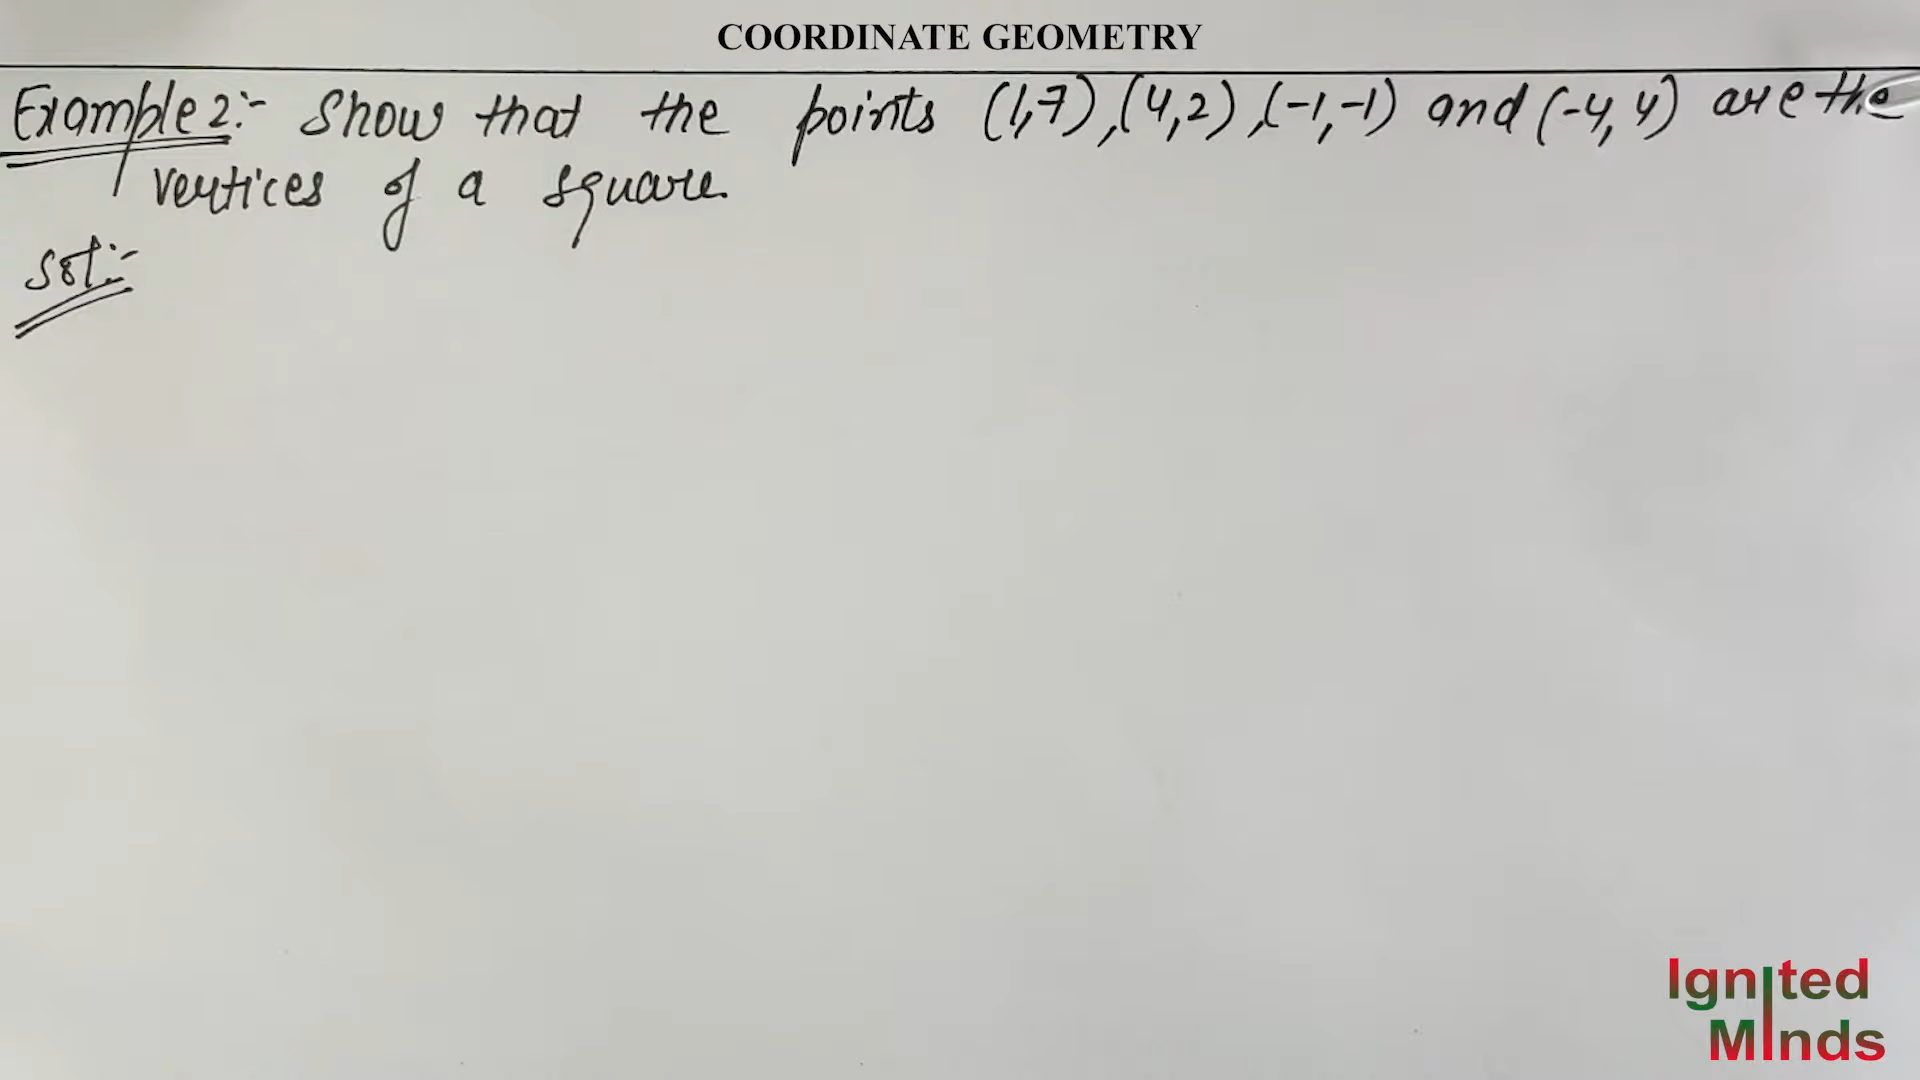 COORDINATE GEOMETRY
Example 2:- Show that the points (1,7), (4,2), (-1,-1) and (-4, 4) are the
vertices of a square.
Sol:-
Ignited
Minds